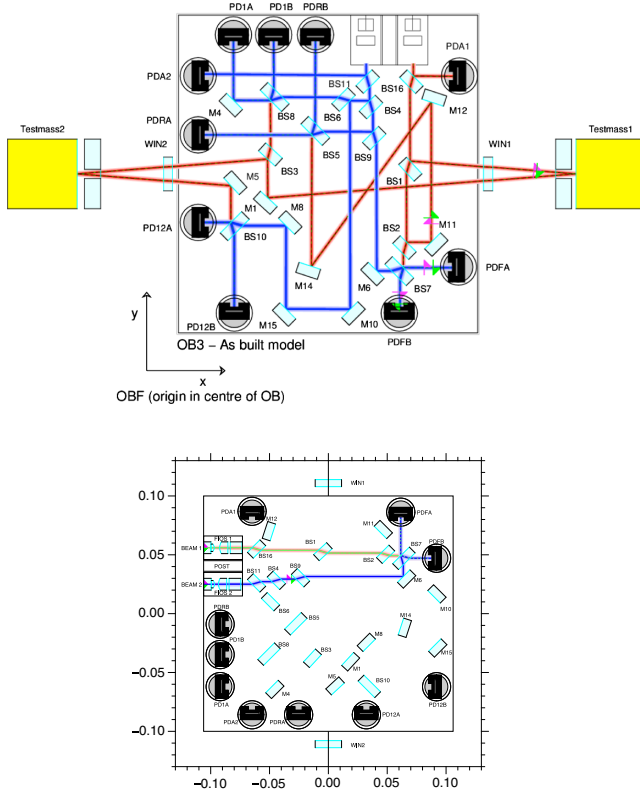 PD1A PD1B PDRB
PDA1
PDA2
BS11 BS16
M12
M4 BS8 BS6 BS4
PDRA
BS5 BS9
Testmass2 WIN2 WIN1 Testmass1
BS3
M5 BS1
M1 M8
M11
PD12A BS10 BS2
PDFA
M14 M6 BS7
PD12B M15 M10 PDFB
y
OB3 – As built model
x
OBF (origin in centre of OB)
WIN1
0.10
PDA1 PDFA
M12 M11
FIOS 1
BEAM 1 BS1 BS7 PDFB
0.05 BS16 BS2
POST
BS11 BS4 BS9
BEAM 2 M6
FIOS 2
M10
BS6
0.00 PDRB BS5 M14
PD1B M8
−0.05 BS8 BS3 M1 M15
PD1A M4 M5 BS10 PD12B
PDA2 PDRA PD12A
−0.10
WIN2
−0.10 −0.05 0.00 0.05 0.10